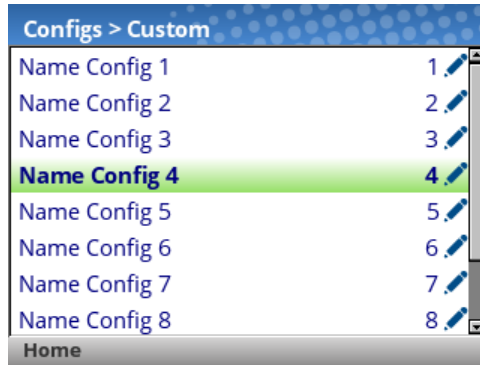 Configs > Custom
Name Config 1 1
Name Config 2 2
Name Config 3 3
Name Config 4 4
Name Config 5 5
Name Config 6 6
Name Config 7 7
Name Config 8 8
Home